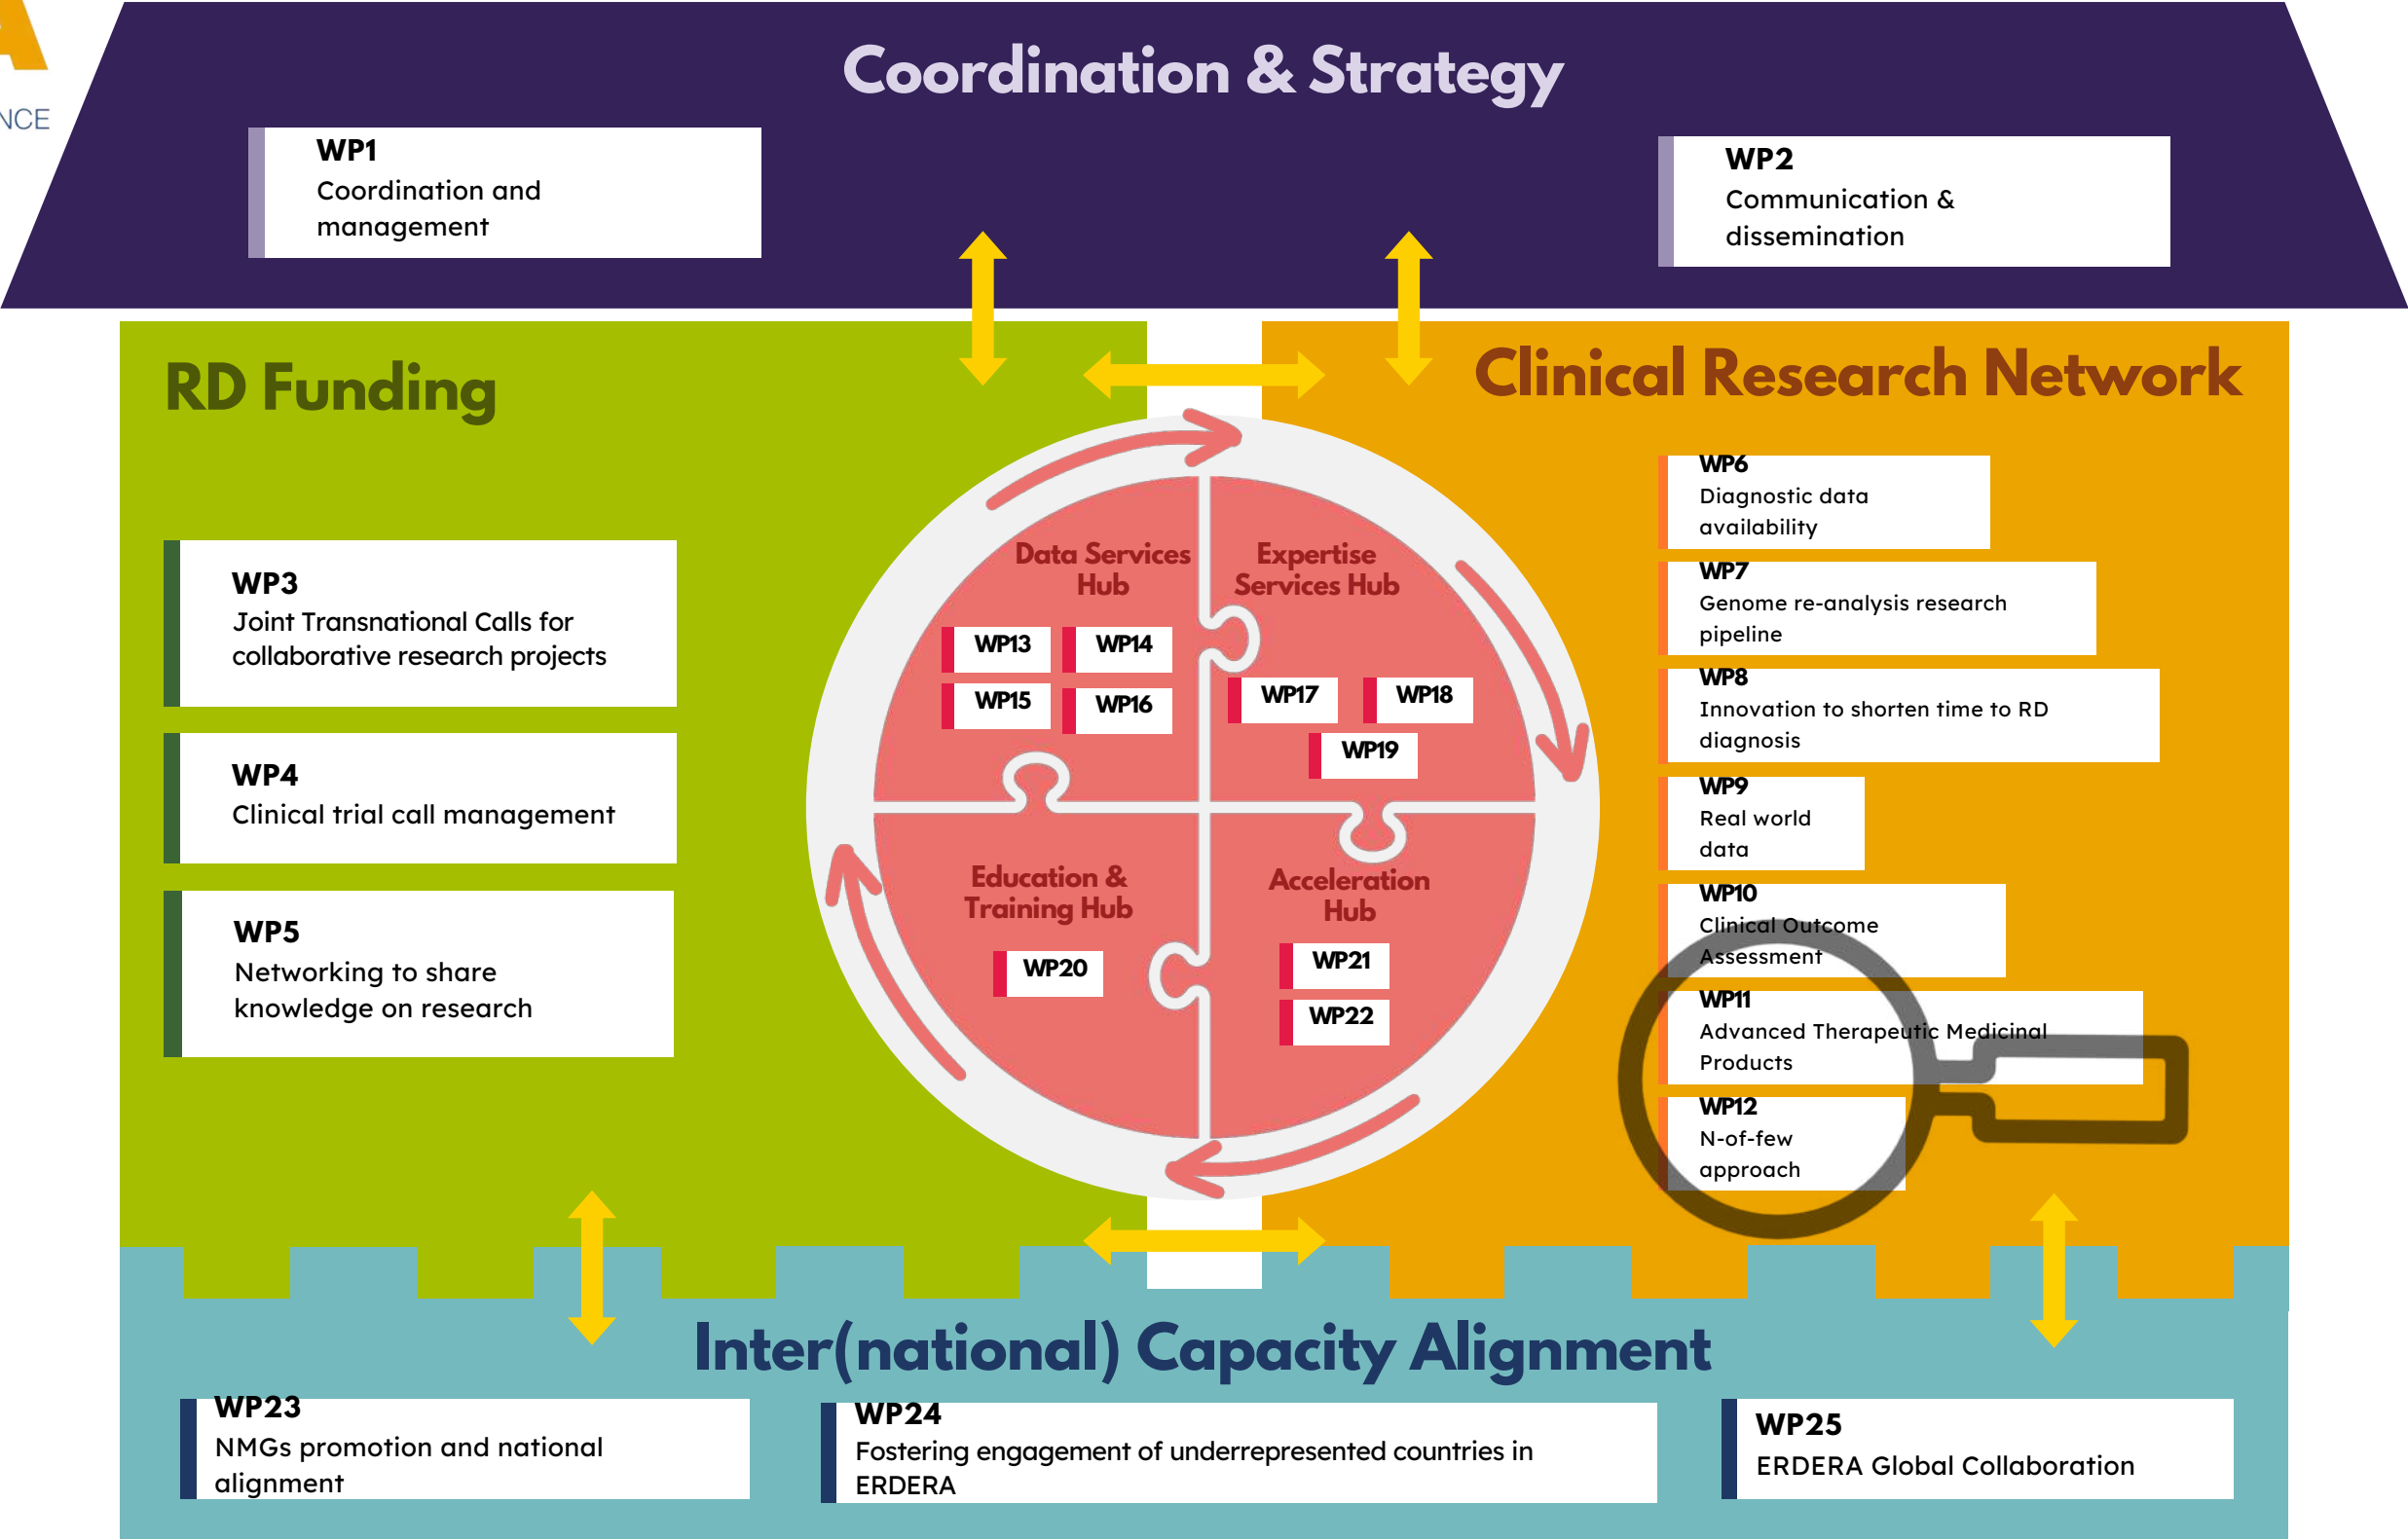 A
NCE
Coordination & Strategy
WP1
Coordination and
management
WP2
Communication &
dissemination
RD Funding
WP3
Joint Transnational Calls for
collaborative research projects
WP4
Clinical trial call management
WP5
Networking to share
knowledge on research
Data Services
Hub
WP13
WP14
WP15
WP16
Expertise
Services Hub
WP17
WP18
WP19
Education &
Training Hub
WP20
Acceleration
Hub
WP21
WP22
Clinical Research Network
WP6
Diagnostic data
availability
WP7
Genome re-analysis research
pipeline
WP8
Innovation to shorten time to RD
diagnosis
WP9
Real world
data
WP10
Clinical Outcome
Assessment
WP11
Advanced Therapeutic Medicinal
Products
WP12
N-of-few
approach
Inter(national) Capacity Alignment
WP23
NMGs promotion and national
alignment
WP24
Fostering engagement of underrepresented countries in
ERDERA
WP25
ERDERA Global Collaboration